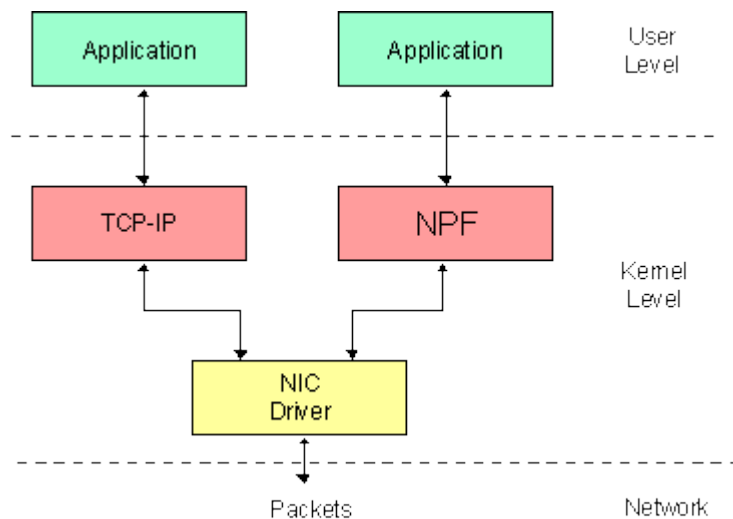 Application
Application
User
Level
TCP-IP
NPF
Kernel
Level
NIC
Driver
Packets
Network